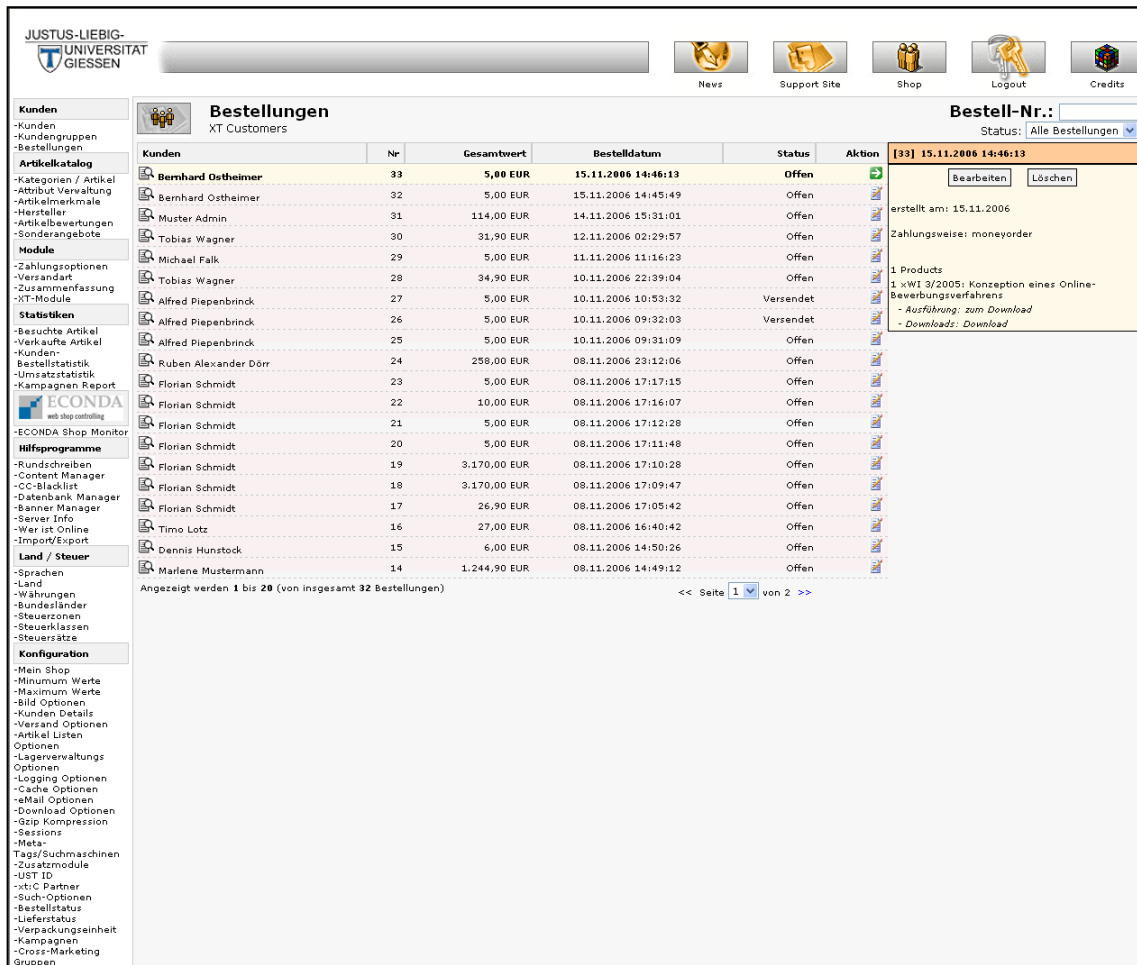 JUSTUS-LIEBIG-
UNIVERSITAT
GIESSEN
News
Support Site
Shop
Logout
Credits
Kunden
-Kunden
-Kundengruppen
-Bestellungen
Artikelkatalog
-Kategorien / Artikel
-Attribut Verwaltung
-Artikelmerkmale
-Hersteller
-Artikelbewertungen
-Sonderangebote
Module
-Zahlungsoptionen
-Versandart
-Zusammenfassung
-XT-Module
Statistiken
-Besuchte Artikel
-Verkaufte Artikel
-Kunden-
Bestellstatistik
-Umsatzstatistik
-Kampagnen Report
ECONDA
web shop controlling
-ECONDA Shop Monitor
Hilfsprogramme
-Rundschreiben
-Content Manager
-CC-Blacklist
-Datenbank Manager
-Banner Manager
-Server Info
-Wer ist Online
-Import/Export
Land / Steuer
-Sprachen
-Land
-Währungen
-Bundesländer
-Steuerzonen
-Steuerklassen
-Steuersätze
Konfiguration
-Mein Shop
-Minumum Werte
-Maximum Werte
-Bild Optionen
-Kunden Details
-Versand Optionen
-Artikel Listen
Optionen
-Lagerverwaltungs
Optionen
-Logging Optionen
-Cache Optionen
-eMail Optionen
-Download Optionen
-Gzip Kompression
-Sessions
-Meta-
Tags/Suchmaschinen
-Zusatzmodule
-UST ID
-xt:C Partner
-Such-Optionen
-Bestellstatus
-Lieferstatus
-Verpackungseinheit
-Kampagnen
-Cross-Marketing
Gruppen
Bestellungen
XT Customers
Bestell-Nr.:
Status: Alle Bestellungen
Kunden Nr Gesamtwert Bestelldatum Status Aktion
Bernhard Ostheimer 33 5,00 EUR 15.11.2006 14:46:13 Offen
Bernhard Ostheimer 32 5,00 EUR 15.11.2006 14:45:49 Offen
Muster Admin 31 114,00 EUR 14.11.2006 15:31:01 Offen
Tobias Wagner 30 31,90 EUR 12.11.2006 02:29:57 Offen
Michael Falk 29 5,00 EUR 11.11.2006 11:16:23 Offen
Tobias Wagner 28 34,90 EUR 10.11.2006 22:39:04 Offen
Alfred Piepenbrinck 27 5,00 EUR 10.11.2006 10:53:32 Versendet
Alfred Piepenbrinck 26 5,00 EUR 10.11.2006 09:32:03 Versendet
Alfred Piepenbrinck 25 5,00 EUR 10.11.2006 09:31:09 Offen
Ruben Alexander Dörr 24 258,00 EUR 08.11.2006 23:12:06 Offen
Florian Schmidt 23 5,00 EUR 08.11.2006 17:17:15 Offen
Florian Schmidt 22 10,00 EUR 08.11.2006 17:16:07 Offen
Florian Schmidt 21 5,00 EUR 08.11.2006 17:12:28 Offen
Florian Schmidt 20 5,00 EUR 08.11.2006 17:11:48 Offen
Florian Schmidt 19 3.170,00 EUR 08.11.2006 17:10:28 Offen
Florian Schmidt 18 3.170,00 EUR 08.11.2006 17:09:47 Offen
Florian Schmidt 17 26,90 EUR 08.11.2006 17:05:42 Offen
Timo Lotz 16 27,00 EUR 08.11.2006 16:40:42 Offen
Dennis Hunstock 15 6,00 EUR 08.11.2006 14:50:26 Offen
Marlene Mustermann 14 1.244,90 EUR 08.11.2006 14:49:12 Offen
Angezeigt werden 1 bis 20 (von insgesamt 32 Bestellungen)
<< Seite 1 von 2 >>
[33] 15.11.2006 14:46:13
Bearbeiten Löschen
erstellt am: 15.11.2006
Zahlungsweise: moneyorder
1 Products
1 xWI 3/2005: Konzeption eines Online-
Bewerbungsverfahrens
- Ausführung: zum Download
- Downloads: Download